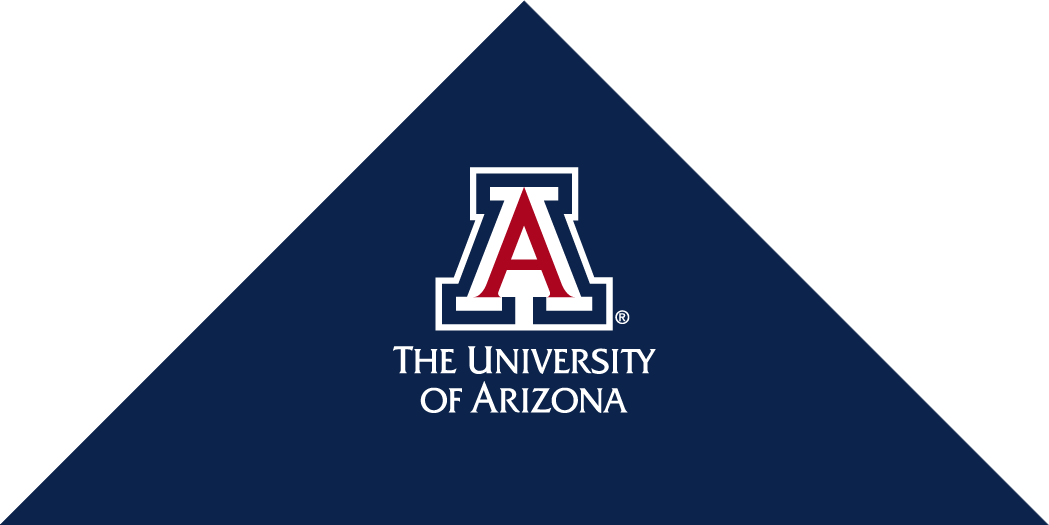 A
®
THE UNIVERSITY
OF ARIZONA